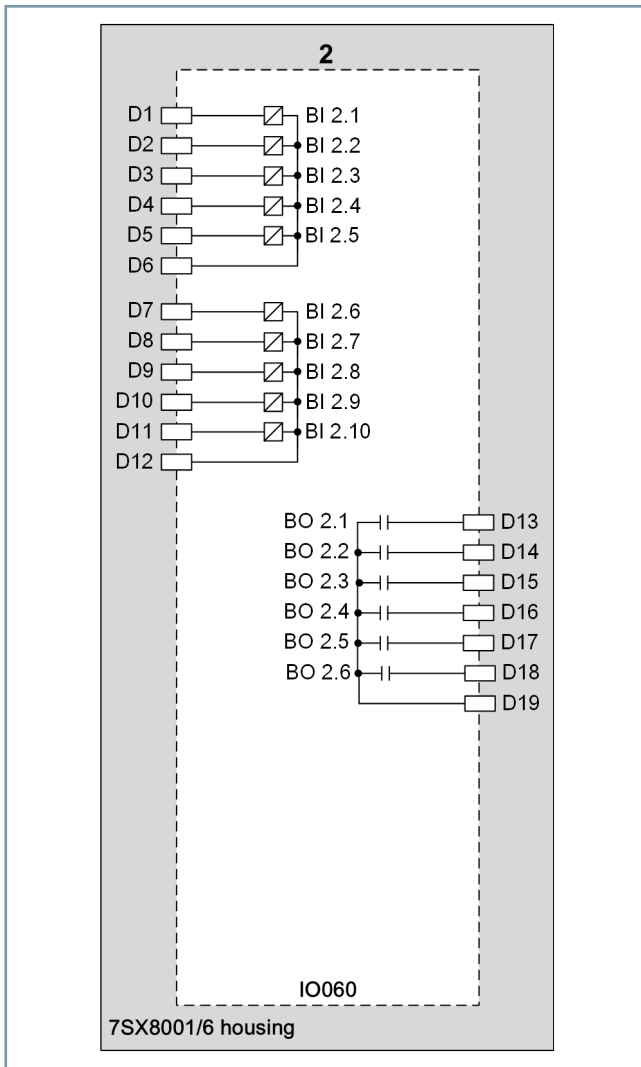 2
D1 BI 2.1
D2 BI 2.2
D3 BI 2.3
D4 BI 2.4
D5 BI 2.5
D6
D7 BI 2.6
D8 BI 2.7
D9 BI 2.8
D10 BI 2.9
D11 BI 2.10
D12
BO 2.1 D13
BO 2.2 D14
BO 2.3 D15
BO 2.4 D16
BO 2.5 D17
BO 2.6 D18
D19
IO060
7SX8001/6 housing